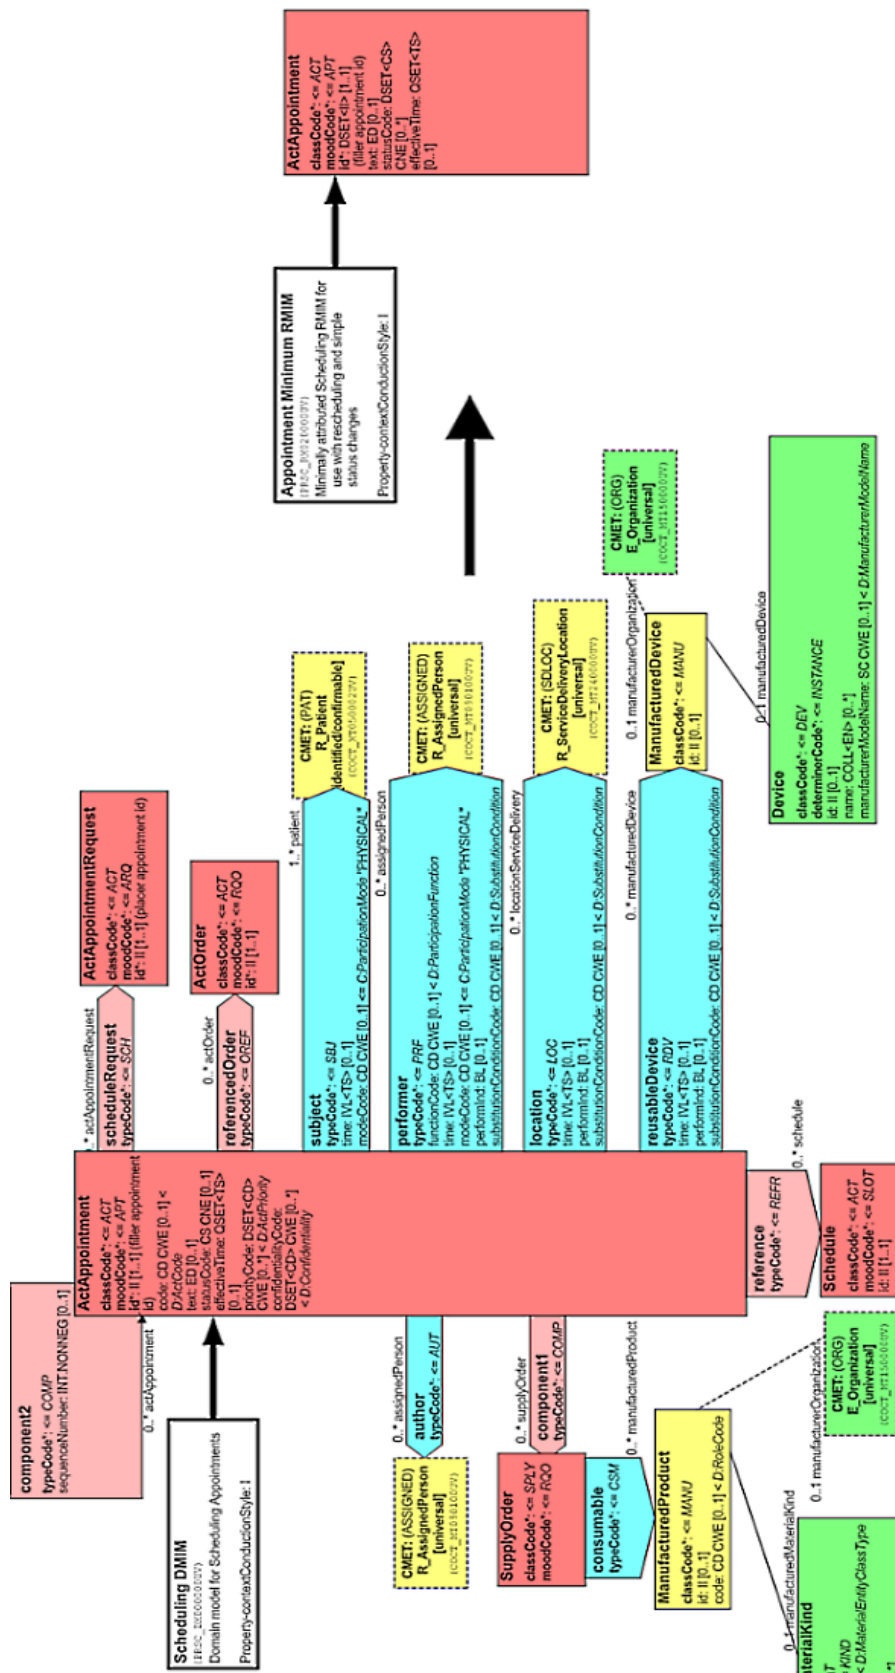 Scheduling DMIM
(PRSC_DM000000UV)
Domain model for Scheduling Appointments
Property-contextConductionStyle: I
component2
typeCode*: <= COMP
sequenceNumber: INT.NONNEG [0..1]
0..* actAppointment
ActAppointment
classCode*: <= ACT
moodCode*: <= APT
id*: II [1..1] (filler appointment
id)
code: CD CWE [0..1] <
D:ActCode
text: ED [0..1]
statusCode: CS CNE [0..1]
effectiveTime: QSET<TS>
[0..1]
priorityCode: DSET<CD>
CWE [0..*] < D:ActPriority
confidentialityCode:
DSET<CD> CWE [0..*]
< D:Confidentiality
0..* assignedPerson
author
typeCode*: <= AUT
CMET: (ASSIGNED)
R_AssignedPerson
[universal]
(COCT_MT090100UV)
0..* supplyOrder
component1
typeCode*: <= COMP
SupplyOrder
classCode*: <= SPLY
moodCode*: <= RQO
consumable
typeCode*: <= CSM
0..* manufacturedProduct
ManufacturedProduct
classCode*: <= MANU
id: II [0..1]
code: CD CWE [0..1] < D:RoleCode
0..1 manufacturerOrganization
CMET: (ORG)
E_Organization
[universal]
(COCT_MT150000UV)
0..1 manufacturedMaterialKind
terialKind
T
KIND
< D:MaterialEntityClassType
reference
typeCode*: <= REFR
0..* schedule
Schedule
classCode*: <= ACT
moodCode*: <= SLOT
id: II [1..1]
..* actAppointmentRequest
scheduleRequest
typeCode*: <= SCH
ActAppointmentRequest
classCode*: <= ACT
moodCode*: <= ARQ
id*: II [1..1] (placer appointment id)
0..* actOrder
referencedOrder
typeCode*: <= OREF
ActOrder
classCode*: <= ACT
moodCode*: <= RQO
id*: II [1..1]
1..* patient
subject
typeCode*: <= SBJ
time: IVL<TS> [0..1]
modeCode: CD CWE [0..1] <= C:ParticipationMode "PHYSICAL"
CMET: (PAT)
R_Patient
identified/confirmable]
(COCT_MT050002UV)
0..* assignedPerson
performer
typeCode*: <= PRF
functionCode: CD CWE [0..1] < D:ParticipationFunction
time: IVL<TS> [0..1]
modeCode: CD CWE [0..1] <= C:ParticipationMode "PHYSICAL"
performInd: BL [0..1]
substitutionConditionCode: CD CWE [0..1] < D:SubstitutionCondition
CMET: (ASSIGNED)
R_AssignedPerson
[universal]
(COCT_MT090100UV)
0..* locationServiceDelivery
location
typeCode*: <= LOC
time: IVL<TS> [0..1]
performInd: BL [0..1]
substitutionConditionCode: CD CWE [0..1] < D:SubstitutionCondition
CMET: (SDLOC)
R_ServiceDeliveryLocation
[universal]
(COCT_MT240000UV)
0..* manufacturedDevice
reusableDevice
typeCode*: <= RDV
time: IVL<TS> [0..1]
performInd: BL [0..1]
substitutionConditionCode: CD CWE [0..1] < D:SubstitutionCondition
ManufacturedDevice
classCode*: <= MANU
id: II [0..1]
0..1 manufacturerOrganization
CMET: (ORG)
E_Organization
[universal]
(COCT_MT150000UV)
0..1 manufacturedDevice
Device
classCode*: <= DEV
determinerCode*: <= INSTANCE
id: II [0..1]
name: COLL<EN> [0..*]
manufacturerModelName: SC CWE [0..1] < D:ManufacturerModelName
Appointment Minimum RMIM
(PRSC_RM020000UV)
Minimally attributed Scheduling RMIM for
use with rescheduling and simple
status changes
Property-contextConductionStyle: I
ActAppointment
classCode*: <= ACT
moodCode*: <= APT
id*: DSET<II> [1..1]
(filler appointment id)
text: ED [0..1]
statusCode: DSET<CS>
CNE [0..*]
effectiveTime: QSET<TS>
[0..1]